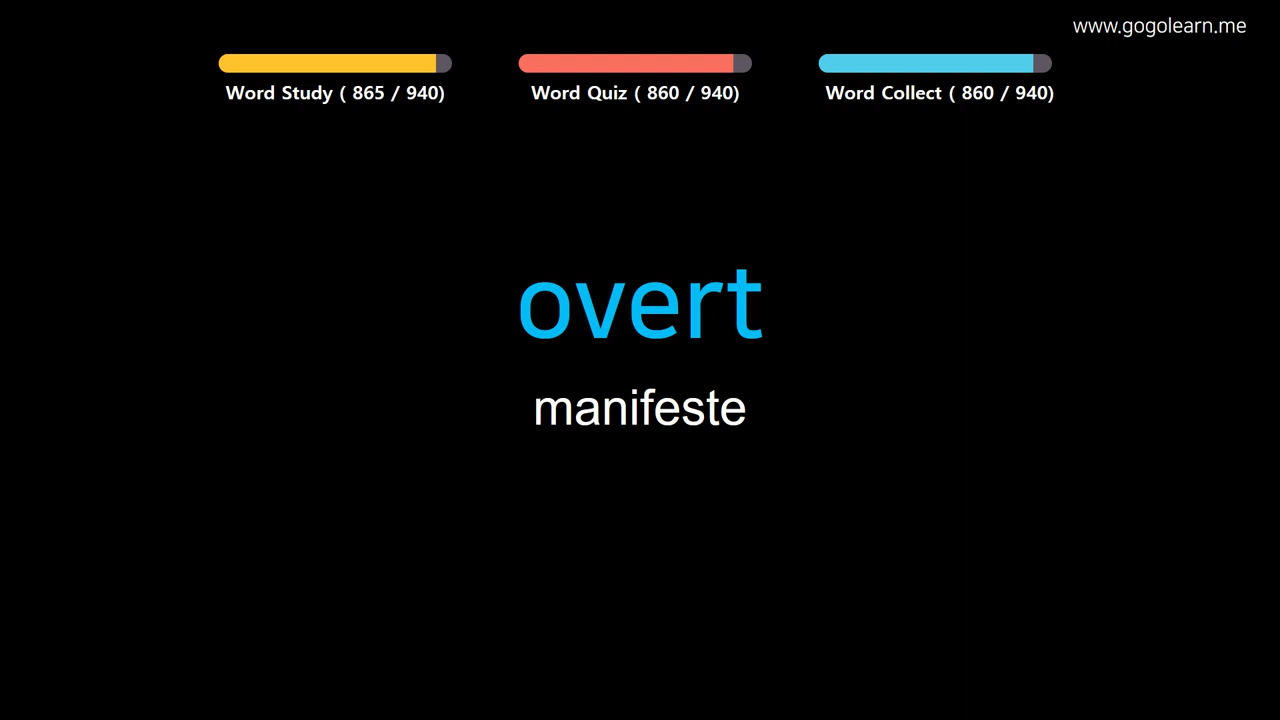 www.gogolearn.me
Word Study ( 865 / 940)
Word Quiz ( 860 / 940)
Word Collect ( 860 / 940)
overt
manifeste